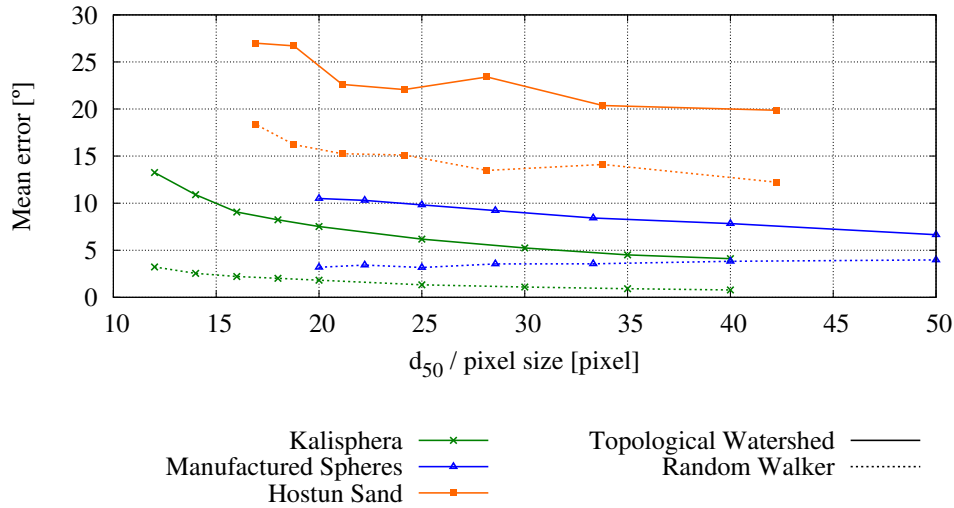 Mean error [º]
30
25
20
15
10
5
0
10 15 20 25 30 35 40 45 50
d50 / pixel size [pixel]
Kalisphera
Manufactured Spheres
Hostun Sand
Topological Watershed
Random Walker